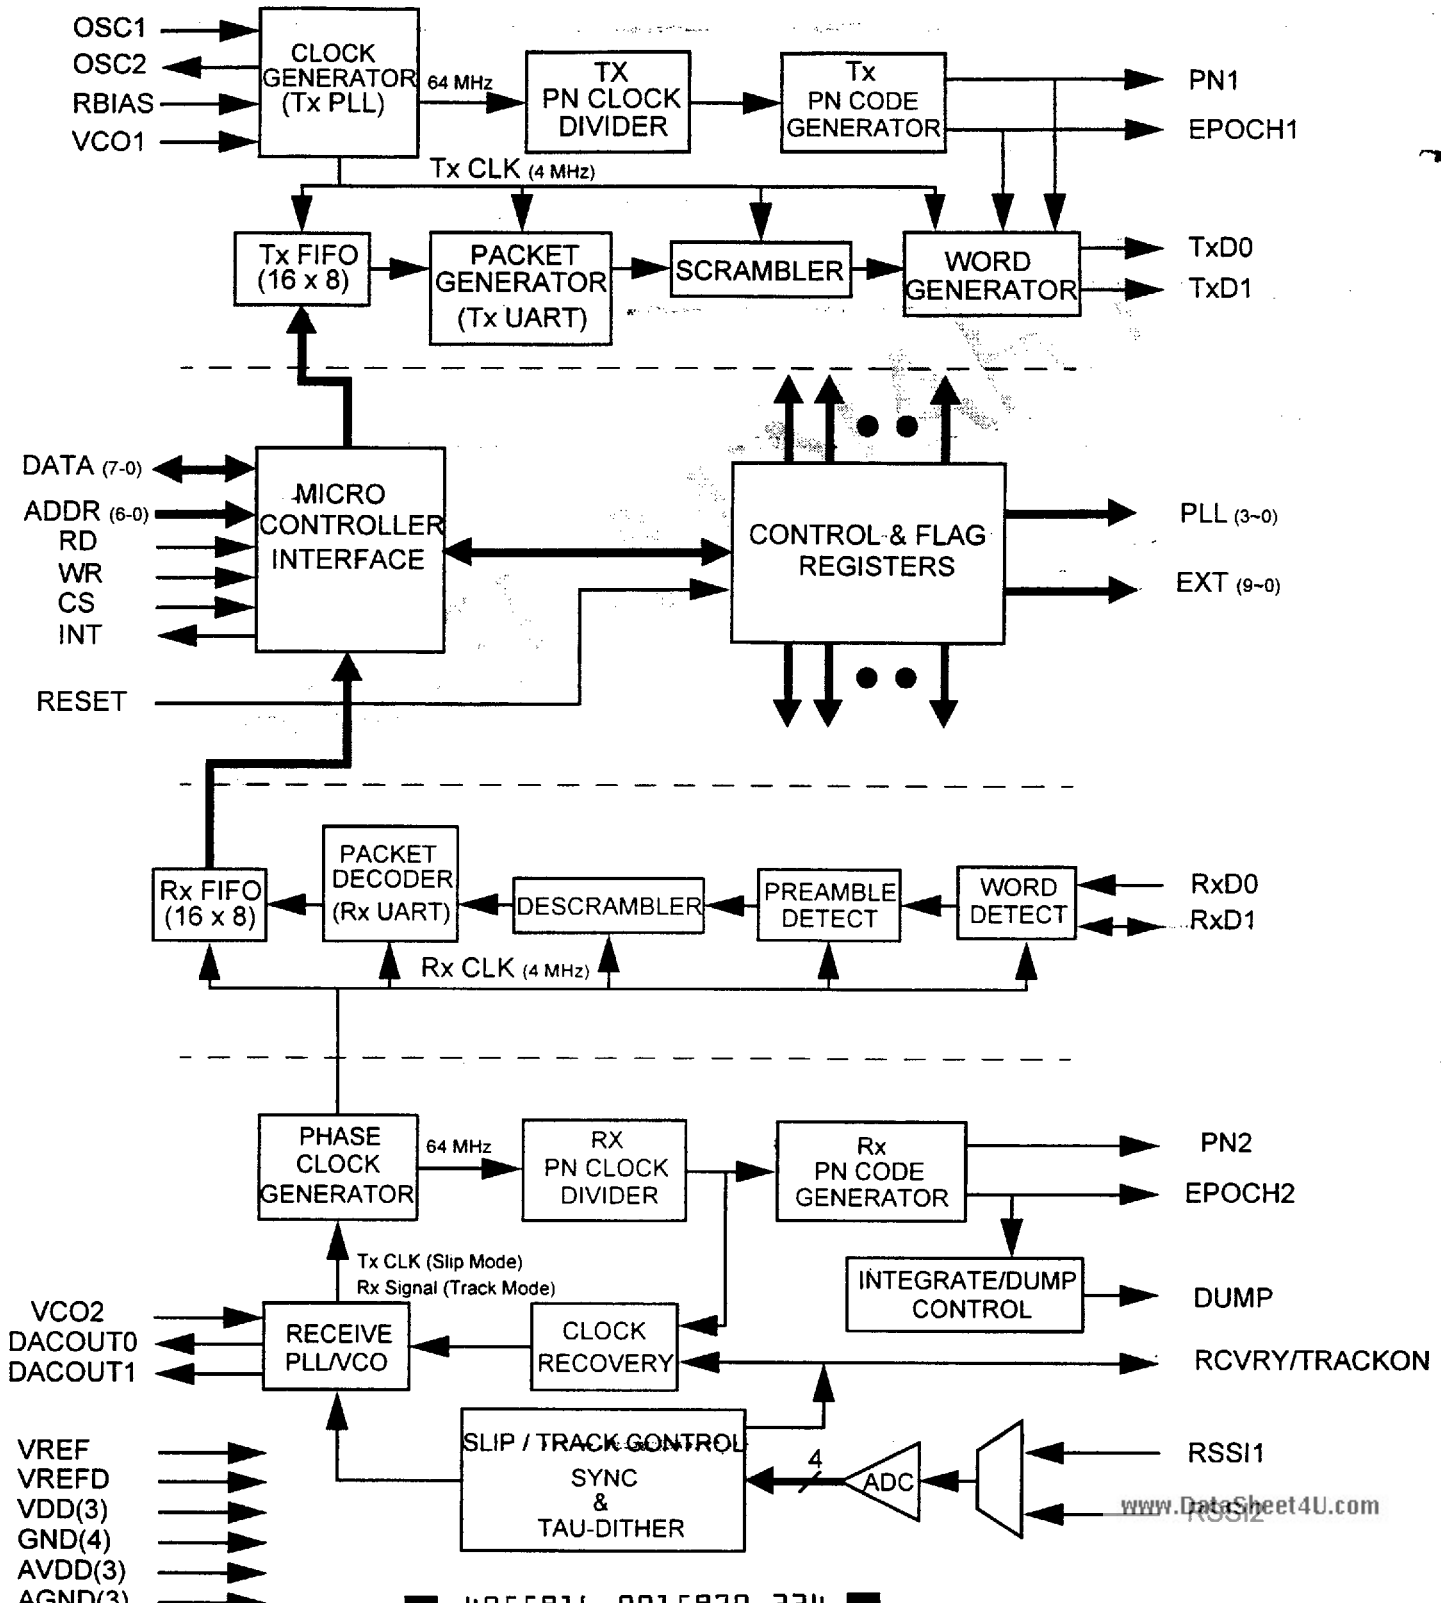 OSC1
OSC2
RBIAS
VCO1
CLOCK
GENERATOR
(Tx PLL)
64 MHz
TX
PN CLOCK
DIVIDER
Tx
PN CODE
GENERATOR
PN1
EPOCH1
Tx CLK (4 MHz)
Tx FIFO
(16 x 8)
PACKET
GENERATOR
(Tx UART)
SCRAMBLER
WORD
GENERATOR
TxD0
TxD1
DATA (7-0)
ADDR (6-0)
RD
WR
CS
INT
RESET
MICRO
CONTROLLER
INTERFACE
CONTROL & FLAG
REGISTERS
PLL (3~0)
EXT (9~0)
Rx FIFO
(16 x 8)
PACKET
DECODER
(Rx UART)
DESCRAMBLER
PREAMBLE
DETECT
WORD
DETECT
RxD0
RxD1
Rx CLK (4 MHz)
PHASE
CLOCK
GENERATOR
64 MHz
RX
PN CLOCK
DIVIDER
Rx
PN CODE
GENERATOR
PN2
EPOCH2
Tx CLK (Slip Mode)
Rx Signal (Track Mode)
INTEGRATE/DUMP
CONTROL
DUMP
VCO2
DACOUT0
DACOUT1
RECEIVE
PLL/VCO
CLOCK
RECOVERY
RCVRY/TRACKON
SLIP / TRACK CONTROL
SYNC
&
TAU-DITHER
4
ADC
RSSI1
RSSI2
www.DataSheet4U.com
VREF
VREFD
VDD(3)
GND(4)
AVDD(3)
AGND(3)